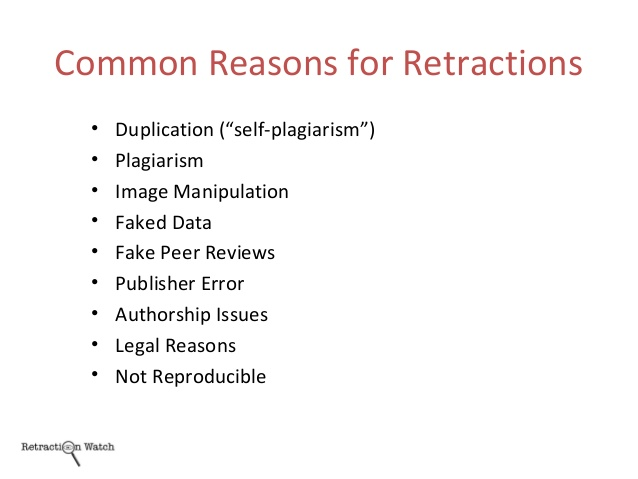 Common Reasons for Retractions
• Duplication (“self-plagiarism”)
• Plagiarism
• Image Manipulation
• Faked Data
• Fake Peer Reviews
• Publisher Error
• Authorship Issues
• Legal Reasons
• Not Reproducible
Retraction Watch